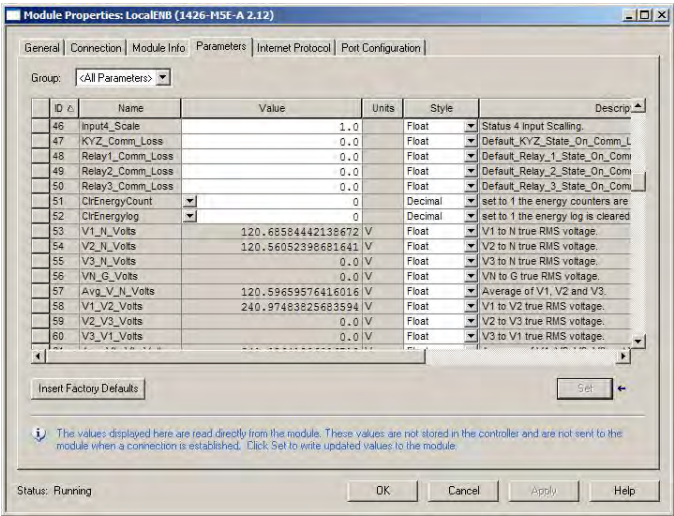 Module Properties: LocalENB (1426-M5E-A 2.12)
General Connection Module Info Parameters Internet Protocol Port Configuration
Group: <All Parameters>
ID Name Value Units Style Descrip
46 Input4_Scale 1.0 Float Status 4 Input Scalling.
47 KYZ_Comm_Loss 0.0 Float Default_KYZ_State_On_Comm_L
48 Relay1_Comm_Loss 0.0 Float Default_Relay_1_State_On_Com
49 Relay2_Comm_Loss 0.0 Float Default_Relay_2_State_On_Com
50 Relay3_Comm_Loss 0.0 Float Default_Relay_3_State_On_Com
51 ClrEnergyCount 0 Decimal set to 1 the energy counters are
52 ClrEnergylog 0 Decimal set to 1 the energy log is cleared
53 V1_N_Volts 120.68584442138672 V Float V1 to N true RMS voltage.
54 V2_N_Volts 120.56052398681641 V Float V2 to N true RMS voltage.
55 V3_N_Volts 0.0 V Float V3 to N true RMS voltage.
56 VN_G_Volts 0.0 V Float VN to G true RMS voltage.
57 Avg_V_N_Volts 120.59659576416016 V Float Average of V1, V2 and V3.
58 V1_V2_Volts 240.97483825683594 V Float V1 to V2 true RMS voltage.
59 V2_V3_Volts 0.0 V Float V2 to V3 true RMS voltage.
60 V3_V1_Volts 0.0 V Float V3 to V1 true RMS voltage.
Insert Factory Defaults Set
The values displayed here are read directly from the module. These values are not stored in the controller and are not sent to the
module when a connection is established. Click Set to write updated values to the module.
Status: Running OK Cancel Apply Help